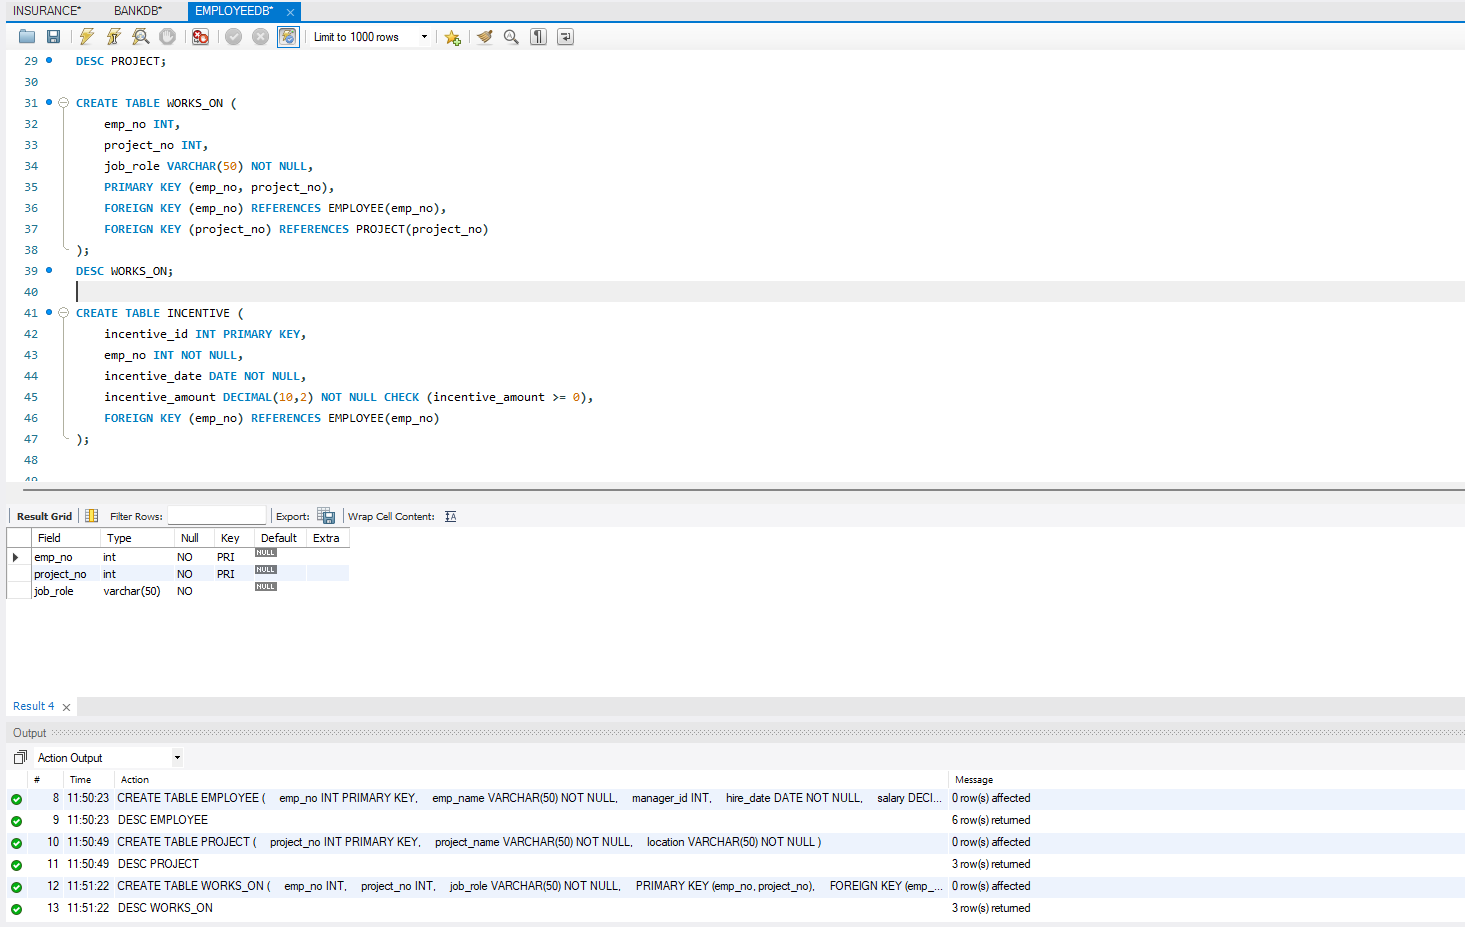 INSURANCE* BANKDB* EMPLOYEEDB*
Limit to 1000 rows
29 DESC PROJECT;
30
31 CREATE TABLE WORKS_ON (
32 emp_no INT,
33 project_no INT,
34 job_role VARCHAR(50) NOT NULL,
35 PRIMARY KEY (emp_no, project_no),
36 FOREIGN KEY (emp_no) REFERENCES EMPLOYEE(emp_no),
37 FOREIGN KEY (project_no) REFERENCES PROJECT(project_no)
38 );
39 DESC WORKS_ON;
40
41 CREATE TABLE INCENTIVE (
42 incentive_id INT PRIMARY KEY,
43 emp_no INT NOT NULL,
44 incentive_date DATE NOT NULL,
45 incentive_amount DECIMAL(10,2) NOT NULL CHECK (incentive_amount >= 0),
46 FOREIGN KEY (emp_no) REFERENCES EMPLOYEE(emp_no)
47 );
48
49
Result Grid Filter Rows: Export: Wrap Cell Content:
Field Type Null Key Default Extra
emp_no int NO PRI NULL
project_no int NO PRI NULL
job_role varchar(50) NO NULL
Result 4
Output
Action Output
# Time Action Message
8 11:50:23 CREATE TABLE EMPLOYEE ( emp_no INT PRIMARY KEY, emp_name VARCHAR(50) NOT NULL, manager_id INT, hire_date DATE NOT NULL, salary DECI... 0 row(s) affected
9 11:50:23 DESC EMPLOYEE 6 row(s) returned
10 11:50:49 CREATE TABLE PROJECT ( project_no INT PRIMARY KEY, project_name VARCHAR(50) NOT NULL, location VARCHAR(50) NOT NULL ) 0 row(s) affected
11 11:50:49 DESC PROJECT 3 row(s) returned
12 11:51:22 CREATE TABLE WORKS_ON ( emp_no INT, project_no INT, job_role VARCHAR(50) NOT NULL, PRIMARY KEY (emp_no, project_no), FOREIGN KEY (emp_... 0 row(s) affected
13 11:51:22 DESC WORKS_ON 3 row(s) returned